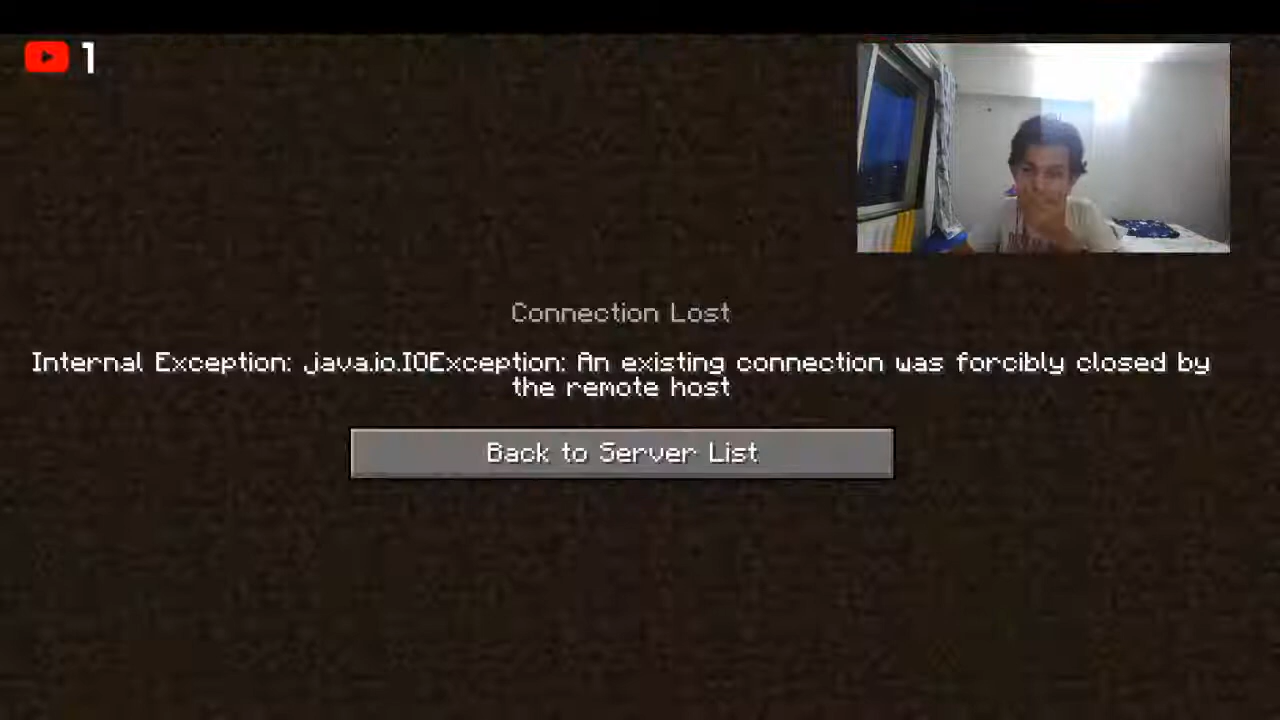 1
Connection Lost
Internal Exception: java.io.IOException: An existing connection was forcibly closed by
the remote host
Back to Server List